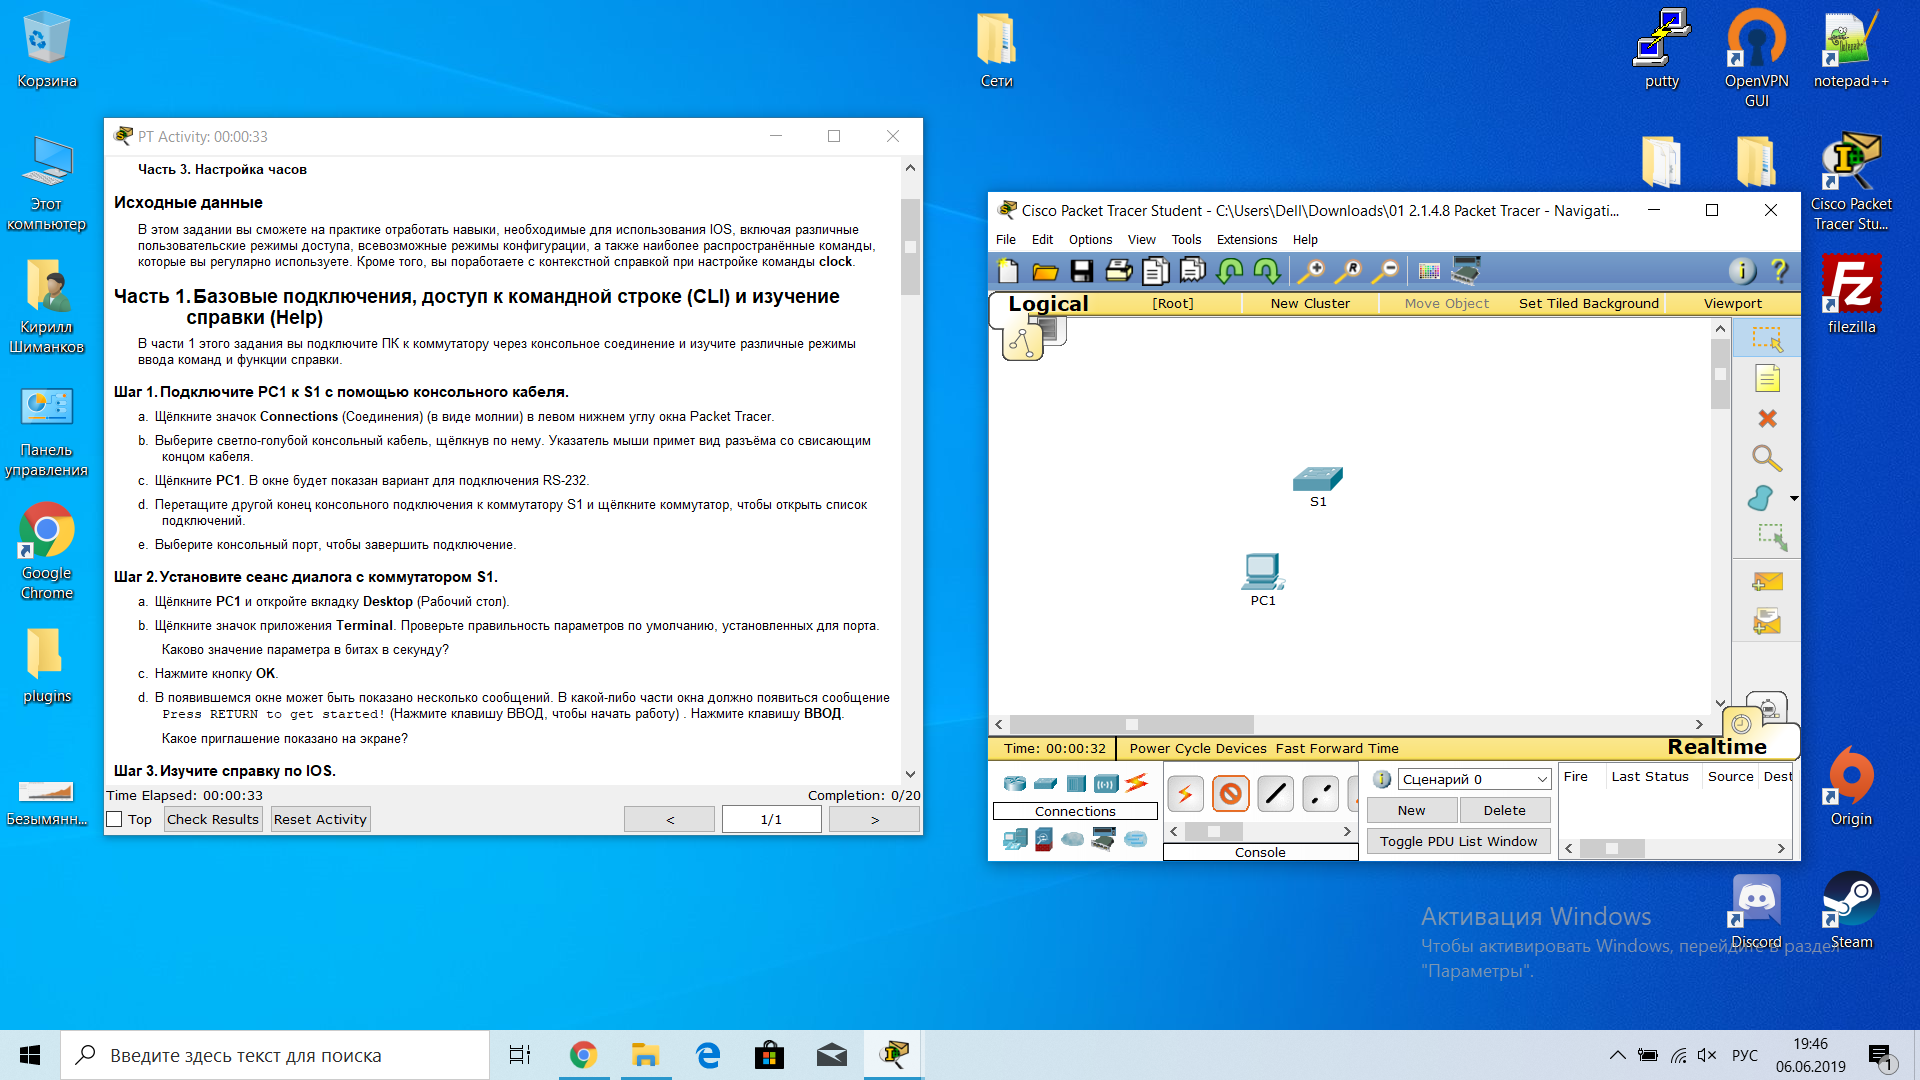 Корзина
Сети
putty
OpenVPN
GUI
notepad++
Этот
компьютер
Кирилл
Шиманков
Панель
управления
Google
Chrome
plugins
Безымянн...
PT Activity: 00:00:33
Часть 3. Настройка часов
Исходные данные
В этом задании вы сможете на практике отработать навыки, необходимые для использования IOS, включая различные
пользовательские режимы доступа, всевозможные режимы конфигурации, а также наиболее распространённые команды,
которые вы регулярно используете. Кроме того, вы поработаете с контекстной справкой при настройке команды clock.
Часть 1. Базовые подключения, доступ к командной строке (CLI) и изучение
справки (Help)
В части 1 этого задания вы подключите ПК к коммутатору через консольное соединение и изучите различные режимы
ввода команд и функции справки.
Шаг 1. Подключите PC1 к S1 с помощью консольного кабеля.
a. Щёлкните значок Connections (Соединения) (в виде молнии) в левом нижнем углу окна Packet Tracer.
b. Выберите светло-голубой консольный кабель, щёлкнув по нему. Указатель мыши примет вид разъёма со свисающим
концом кабеля.
c. Щёлкните PC1. В окне будет показан вариант для подключения RS-232.
d. Перетащите другой конец консольного подключения к коммутатору S1 и щёлкните коммутатор, чтобы открыть список
подключений.
e. Выберите консольный порт, чтобы завершить подключение.
Шаг 2. Установите сеанс диалога с коммутатором S1.
a. Щёлкните PC1 и откройте вкладку Desktop (Рабочий стол).
b. Щёлкните значок приложения Terminal. Проверьте правильность параметров по умолчанию, установленных для порта.
Каково значение параметра в битах в секунду?
c. Нажмите кнопку OK.
d. В появившемся окне может быть показано несколько сообщений. В какой-либо части окна должно появиться сообщение
Press RETURN to get started! (Нажмите клавишу ВВОД, чтобы начать работу) . Нажмите клавишу ВВОД.
Какое приглашение показано на экране?
Шаг 3. Изучите справку по IOS.
Time Elapsed: 00:00:33
Completion: 0/20
Top
Check Results
Reset Activity
<
1/1
>
Cisco Packet Tracer Student - C:\Users\Dell\Downloads\01 2.1.4.8 Packet Tracer - Navigati...
File Edit Options View Tools Extensions Help
Logical
[Root]
New Cluster
Move Object
Set Tiled Background
Viewport
S1
PC1
Time: 00:00:32
Power Cycle Devices Fast Forward Time
Realtime
Connections
Console
Сценарий 0
New
Delete
Toggle PDU List Window
Fire
Last Status
Source
Dest
Cisco Packet
Tracer Stu...
filezilla
Origin
Discord
Steam
Активация Windows
Чтобы активировать Windows, перейдите в раздел
"Параметры".
Введите здесь текст для поиска
РУС
19:46
06.06.2019
1